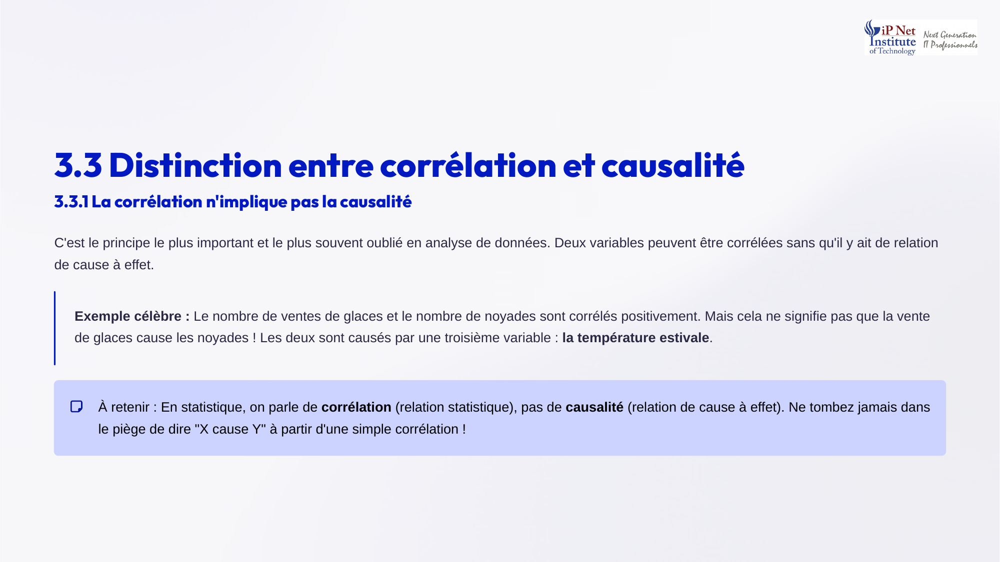 iP Net
Institute
of Technology
Next Generation
IT Professionnels
3.3 Distinction entre corrélation et causalité
3.3.1 La corrélation n'implique pas la causalité
C'est le principe le plus important et le plus souvent oublié en analyse de données. Deux variables peuvent être corrélées sans qu'il y ait de relation
de cause à effet.
Exemple célèbre : Le nombre de ventes de glaces et le nombre de noyades sont corrélés positivement. Mais cela ne signifie pas que la vente
de glaces cause les noyades ! Les deux sont causés par une troisième variable : la température estivale.
À retenir : En statistique, on parle de corrélation (relation statistique), pas de causalité (relation de cause à effet). Ne tombez jamais dans
le piège de dire "X cause Y" à partir d'une simple corrélation !